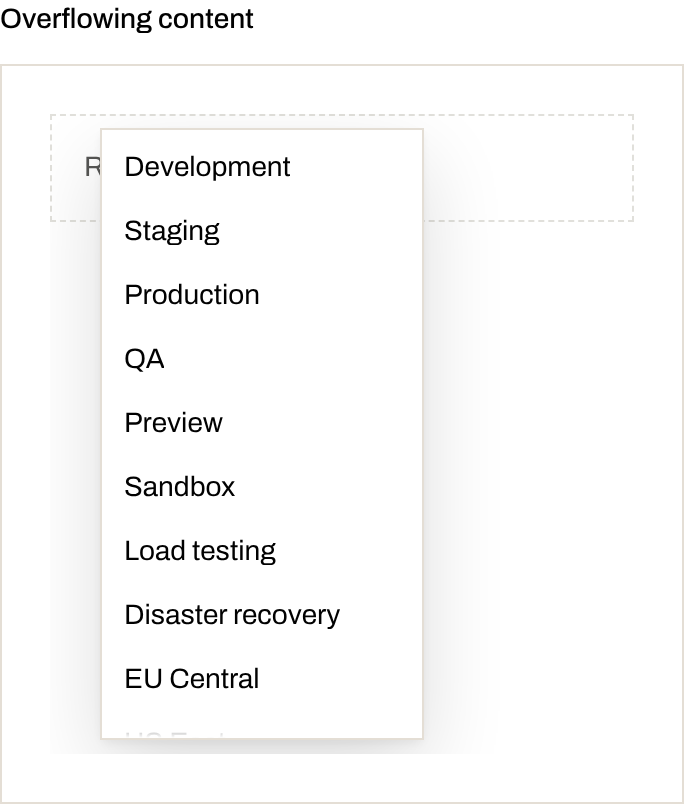 Overflowing content
Development
Staging
Production
QA
Preview
Sandbox
Load testing
Disaster recovery
EU Central